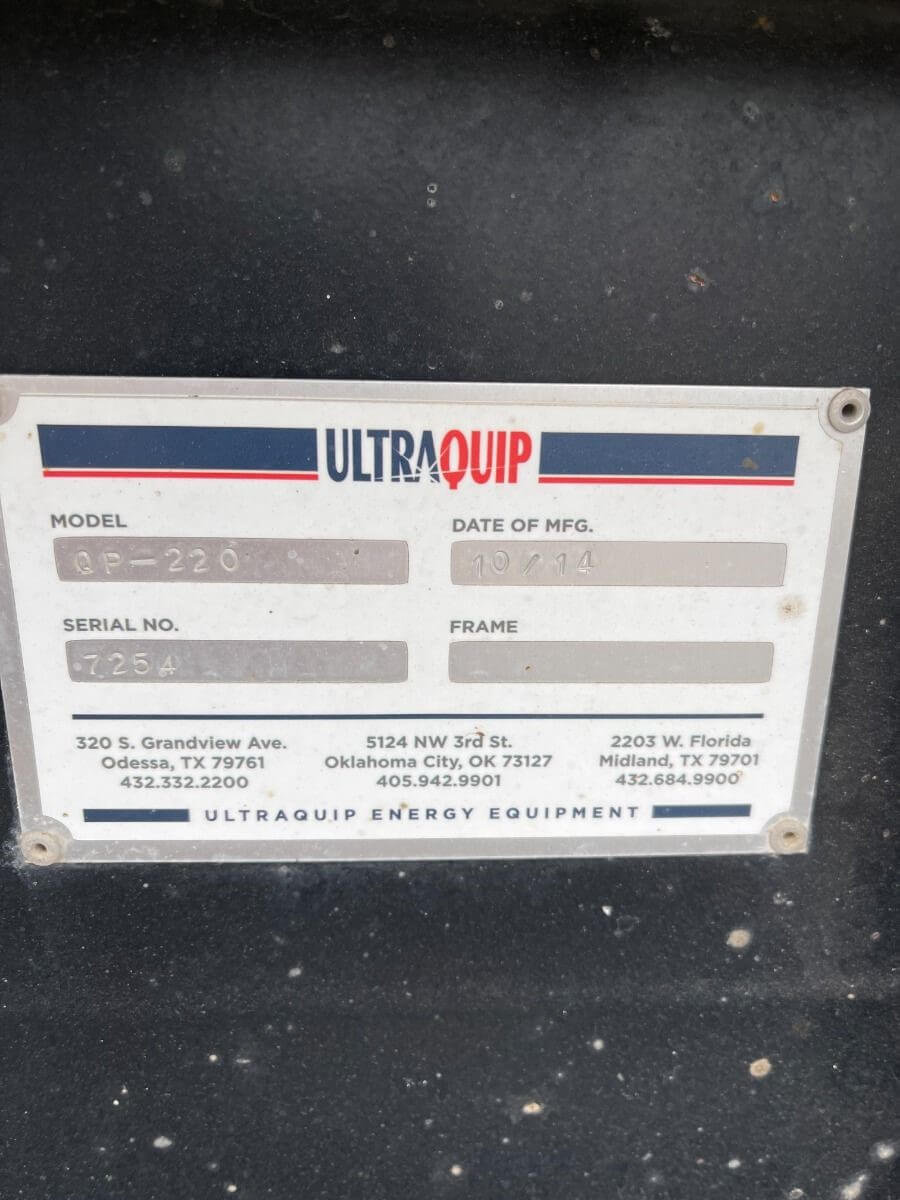 ULTRAQUIP
MODEL DATE OF MFG.
QP-220 10/14
SERIAL NO. FRAME
7254
320 S. Grandview Ave. 5124 NW 3rd St. 2203 W. Florida
Odessa, TX 79761 Oklahoma City, OK 73127 Midland, TX 79701
432.332.2200 405.942.9901 432.684.9900
ULTRAQUIP ENERGY EQUIPMENT